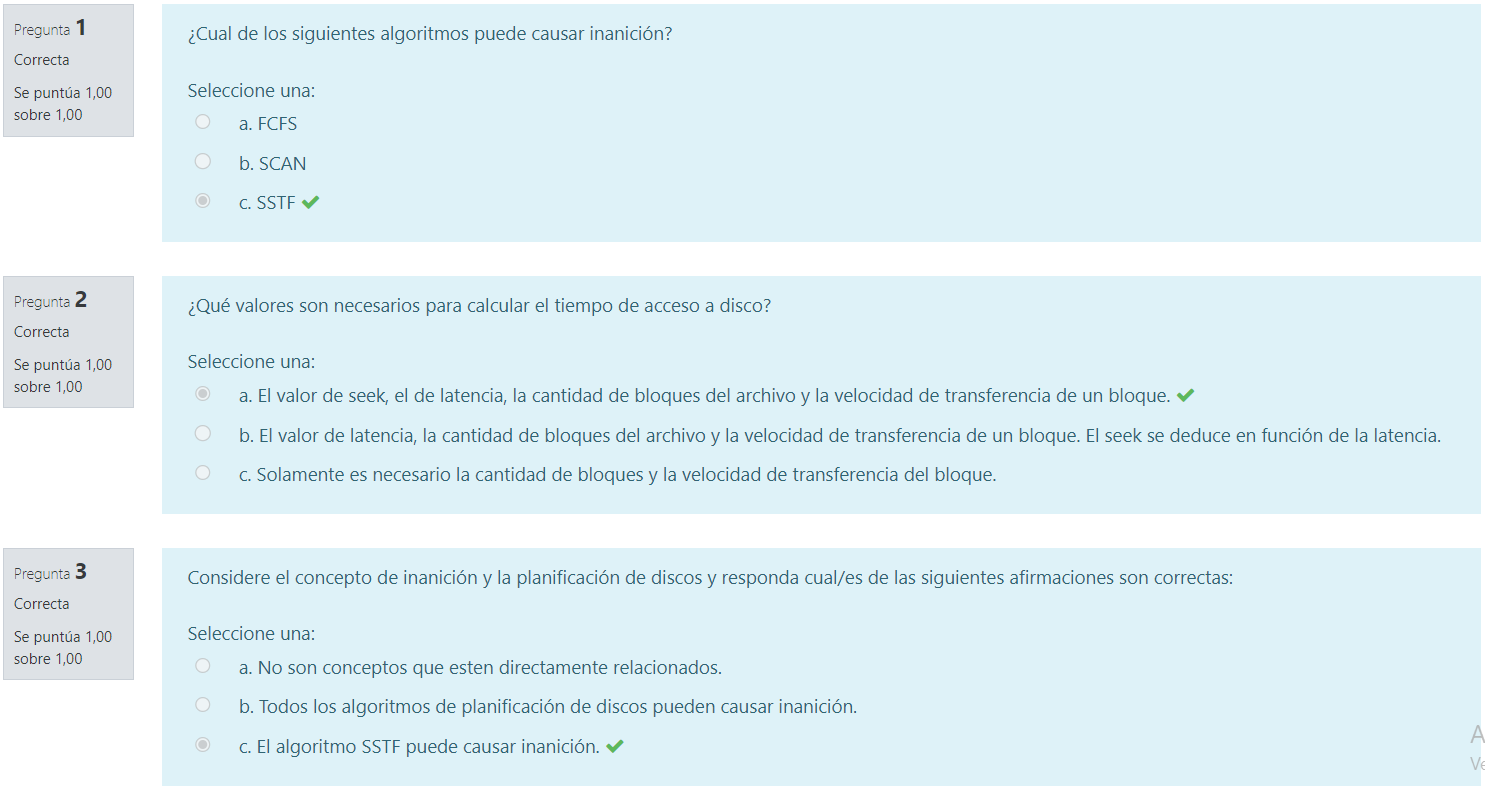 Pregunta 1
Correcta
Se puntúa 1,00
sobre 1,00
¿Cual de los siguientes algoritmos puede causar inanición?
Seleccione una:
a. FCFS
b. SCAN
c. SSTF
Pregunta 2
Correcta
Se puntúa 1,00
sobre 1,00
¿Qué valores son necesarios para calcular el tiempo de acceso a disco?
Seleccione una:
a. El valor de seek, el de latencia, la cantidad de bloques del archivo y la velocidad de transferencia de un bloque.
b. El valor de latencia, la cantidad de bloques del archivo y la velocidad de transferencia de un bloque. El seek se deduce en función de la latencia.
c. Solamente es necesario la cantidad de bloques y la velocidad de transferencia del bloque.
Pregunta 3
Correcta
Se puntúa 1,00
sobre 1,00
Considere el concepto de inanición y la planificación de discos y responda cual/es de las siguientes afirmaciones son correctas:
Seleccione una:
a. No son conceptos que esten directamente relacionados.
b. Todos los algoritmos de planificación de discos pueden causar inanición.
c. El algoritmo SSTF puede causar inanición.